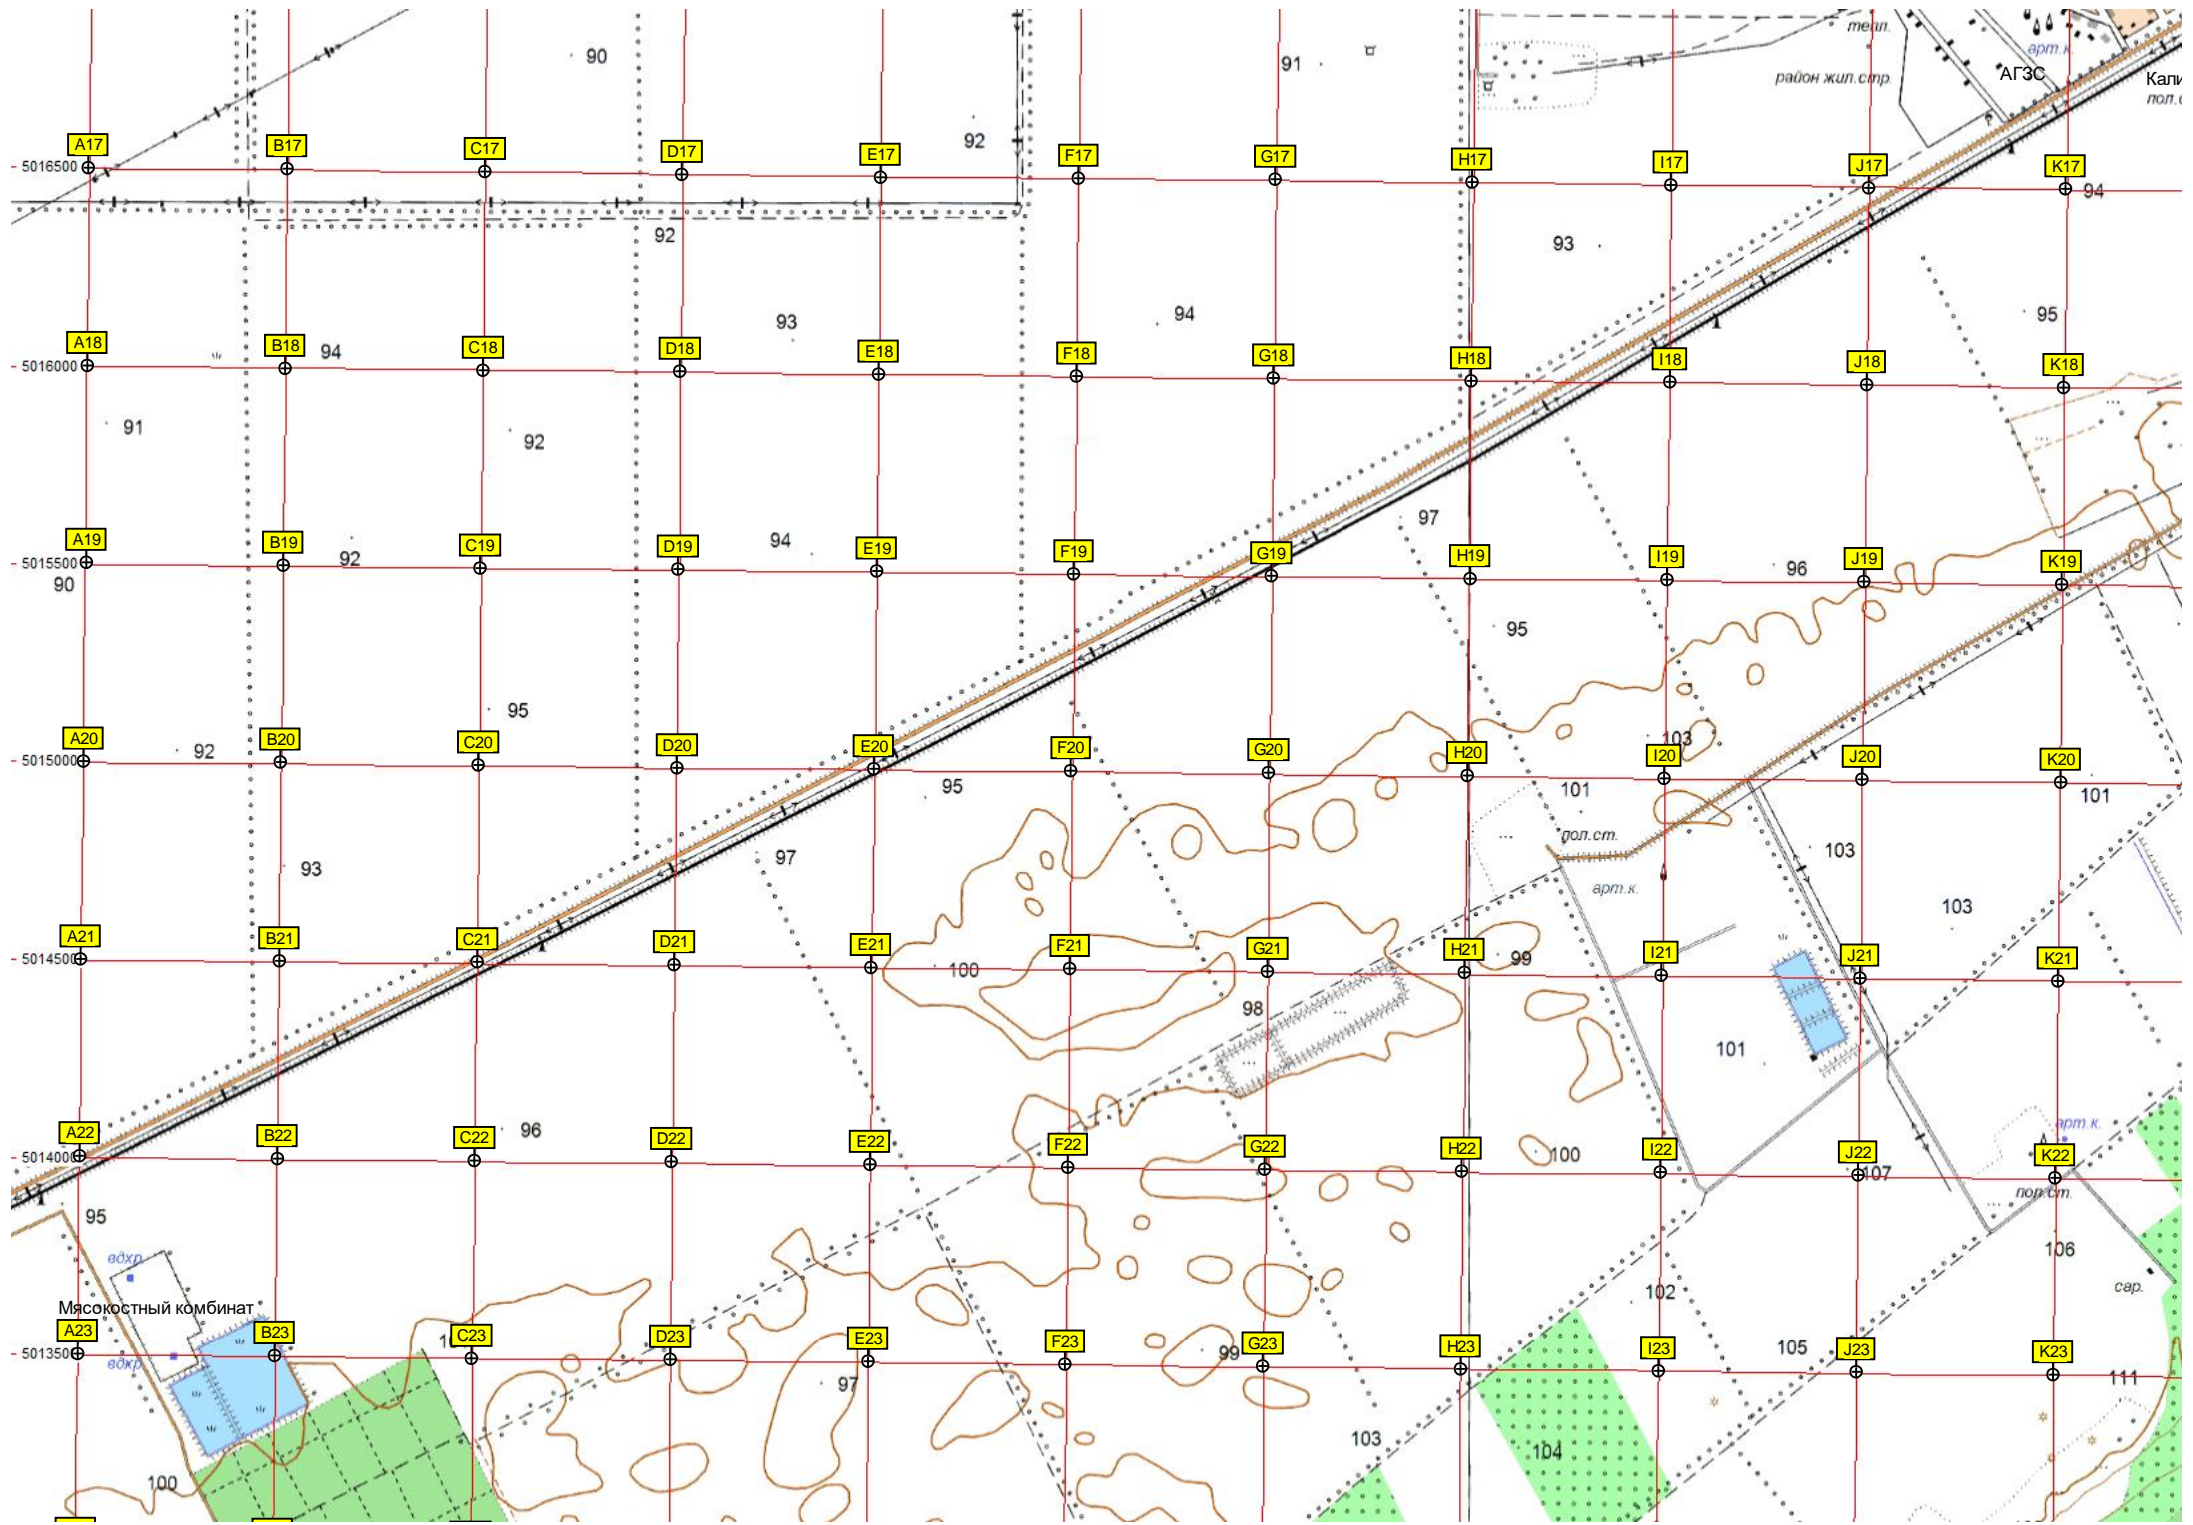 90
91
телл.
район жил.стр.
арт.к.
АГЗС
Кали
пол.с
92
A17
B17
C17
D17
E17
F17
G17
H17
I17
J17
K17
5016500
94
92
93
93
94
95
A18
B18
94
C18
D18
E18
F18
G18
H18
I18
J18
K18
5016000
91
92
97
A19
B19
92
C19
D19
94
E19
F19
G19
H19
I19
96
J19
K19
5015500
90
95
95
103
A20
92
B20
C20
D20
E20
F20
G20
H20
I20
J20
K20
5015000
95
101
101
пол.ст.
97
93
103
арт.к.
103
A21
B21
C21
D21
E21
F21
G21
H21
99
I21
J21
K21
5014500
100
98
101
арт.к.
A22
B22
C22
96
D22
E22
F22
G22
H22
100
I22
J22
K22
5014000
107
пол.ст.
95
106
вдхр.
102
сар.
Мясокостный комбинат
A23
B23
C23
D23
E23
F23
G23
H23
I23
105
J23
K23
5013500
вдхр.
99
97
111
103
104
100